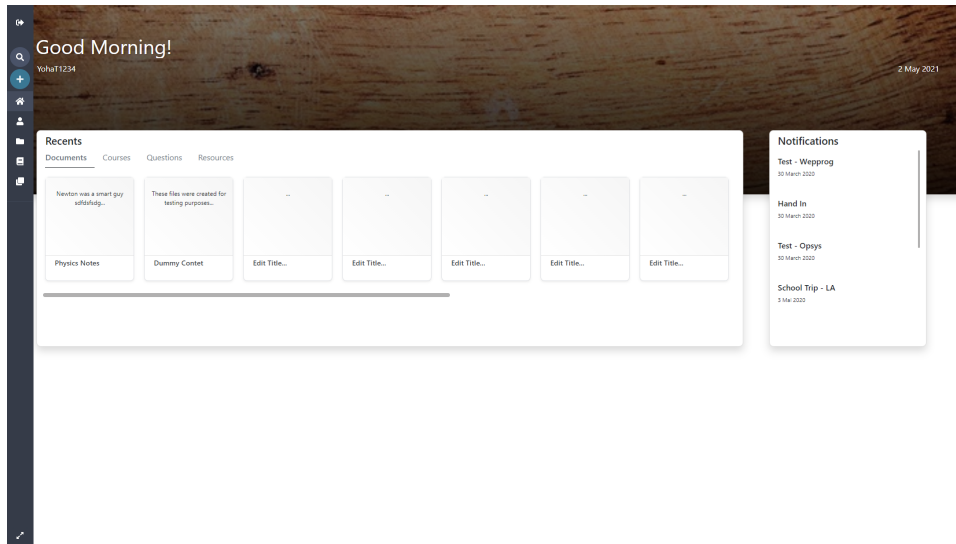 Good Morning!
YohaT1234
2 May 2021
Recents
Documents Courses Questions Resources
Newton was a smart guy
sdfdsfsdg...
These files were created for
testing purposes...
...
...
...
...
...
Physics Notes
Dummy Contet
Edit Title...
Edit Title...
Edit Title...
Edit Title...
Edit Title...
Notifications
Test - Wepprog
30 March 2020
Hand In
30 March 2020
Test - Opsys
30 March 2020
School Trip - LA
3 Mai 2020